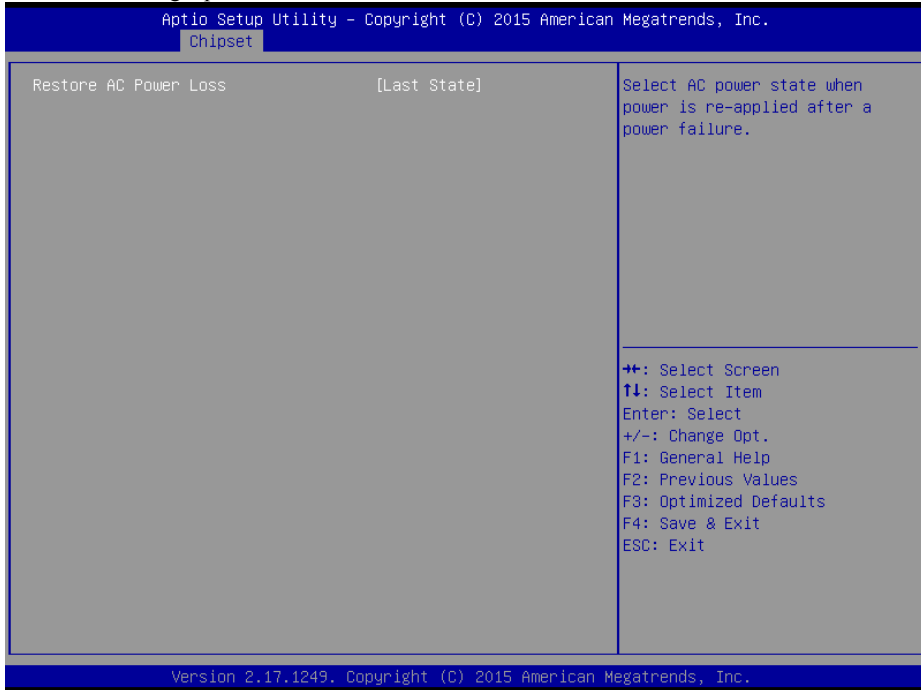 Aptio Setup Utility – Copyright (C) 2015 American Megatrends, Inc.
Chipset
Restore AC Power Loss [Last State]
Select AC power state when
power is re-applied after a
power failure.
→←: Select Screen
↑↓: Select Item
Enter: Select
+/-: Change Opt.
F1: General Help
F2: Previous Values
F3: Optimized Defaults
F4: Save & Exit
ESC: Exit
Version 2.17.1249. Copyright (C) 2015 American Megatrends, Inc.